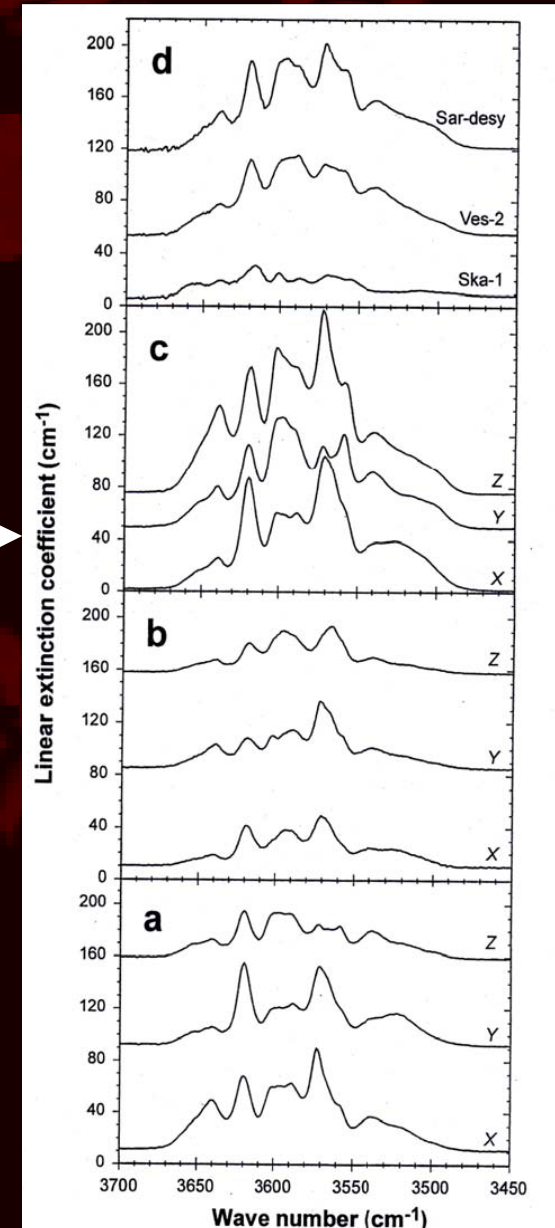 d
200
160
120
80
40
0
Sar-desy
Ves-2
Ska-1
c
200
160
120
80
40
0
Z
Y
X
b
200
160
120
80
40
0
Z
Y
X
a
200
160
120
80
40
0
Z
Y
X
3700 3650 3600 3550 3500 3450
Wave number (cm-1)
Linear extinction coefficient (cm-1)